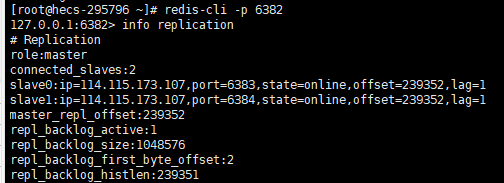 [root@hecs-295796 ~]# redis-cli -p 6382
127.0.0.1:6382> info replication
# Replication
role:master
connected_slaves:2
slave0:ip=114.115.173.107,port=6383,state=online,offset=239352,lag=1
slave1:ip=114.115.173.107,port=6384,state=online,offset=239352,lag=1
master_repl_offset:239352
repl_backlog_active:1
repl_backlog_size:1048576
repl_backlog_first_byte_offset:2
repl_backlog_histlen:239351